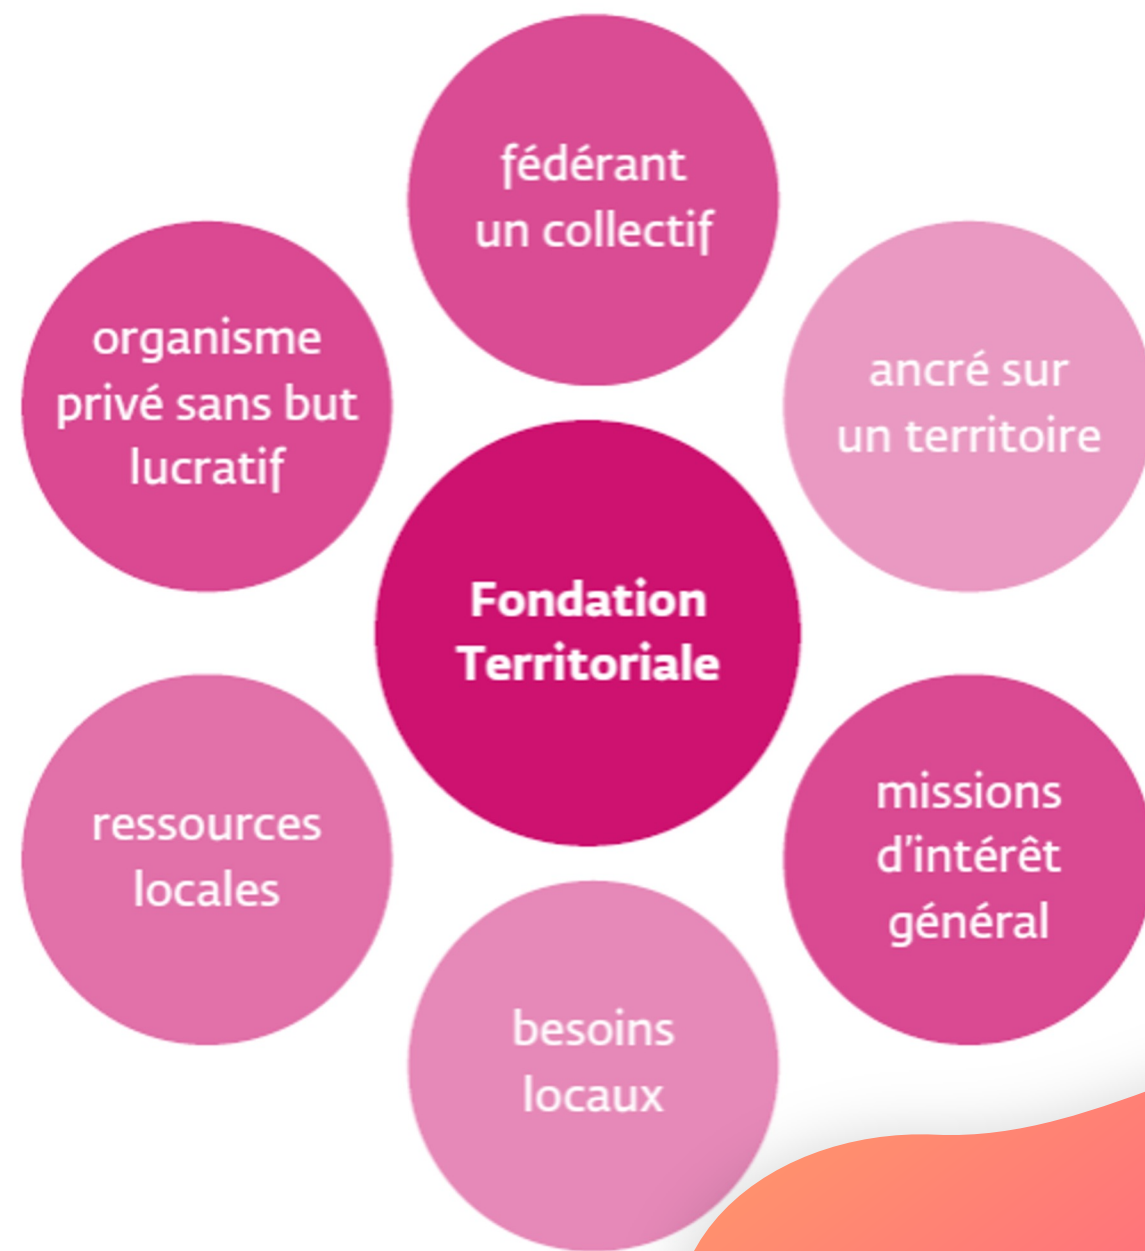 fédérant
un collectif
organisme
privé sans but
lucratif
ancré sur
un territoire
Fondation
Territoriale
ressources
locales
missions
d'intérêt
général
besoins
locaux